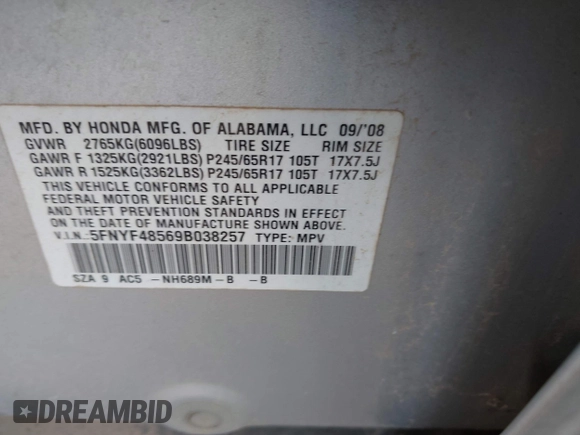 MFD. BY HONDA MFG. OF ALABAMA, LLC 09/'08
GVWR 2765KG(6096LBS) TIRE SIZE RIM SIZE
GAWR F 1325KG(2921LBS) P245/65R17 105T 17X7.5J
GAWR R 1525KG(3362LBS) P245/65R17 105T 17X7.5J
THIS VEHICLE CONFORMS TO ALL APPLICABLE
FEDERAL MOTOR VEHICLE SAFETY
AND THEFT PREVENTION STANDARDS IN EFFECT
ON THE DATE OF MANUFACTURE SHOWN ABOVE.
V.I.N.:5FNYF48569B038257 TYPE: MPV
SZA 9 AC5 -NH689M-B -B
DREAMBID